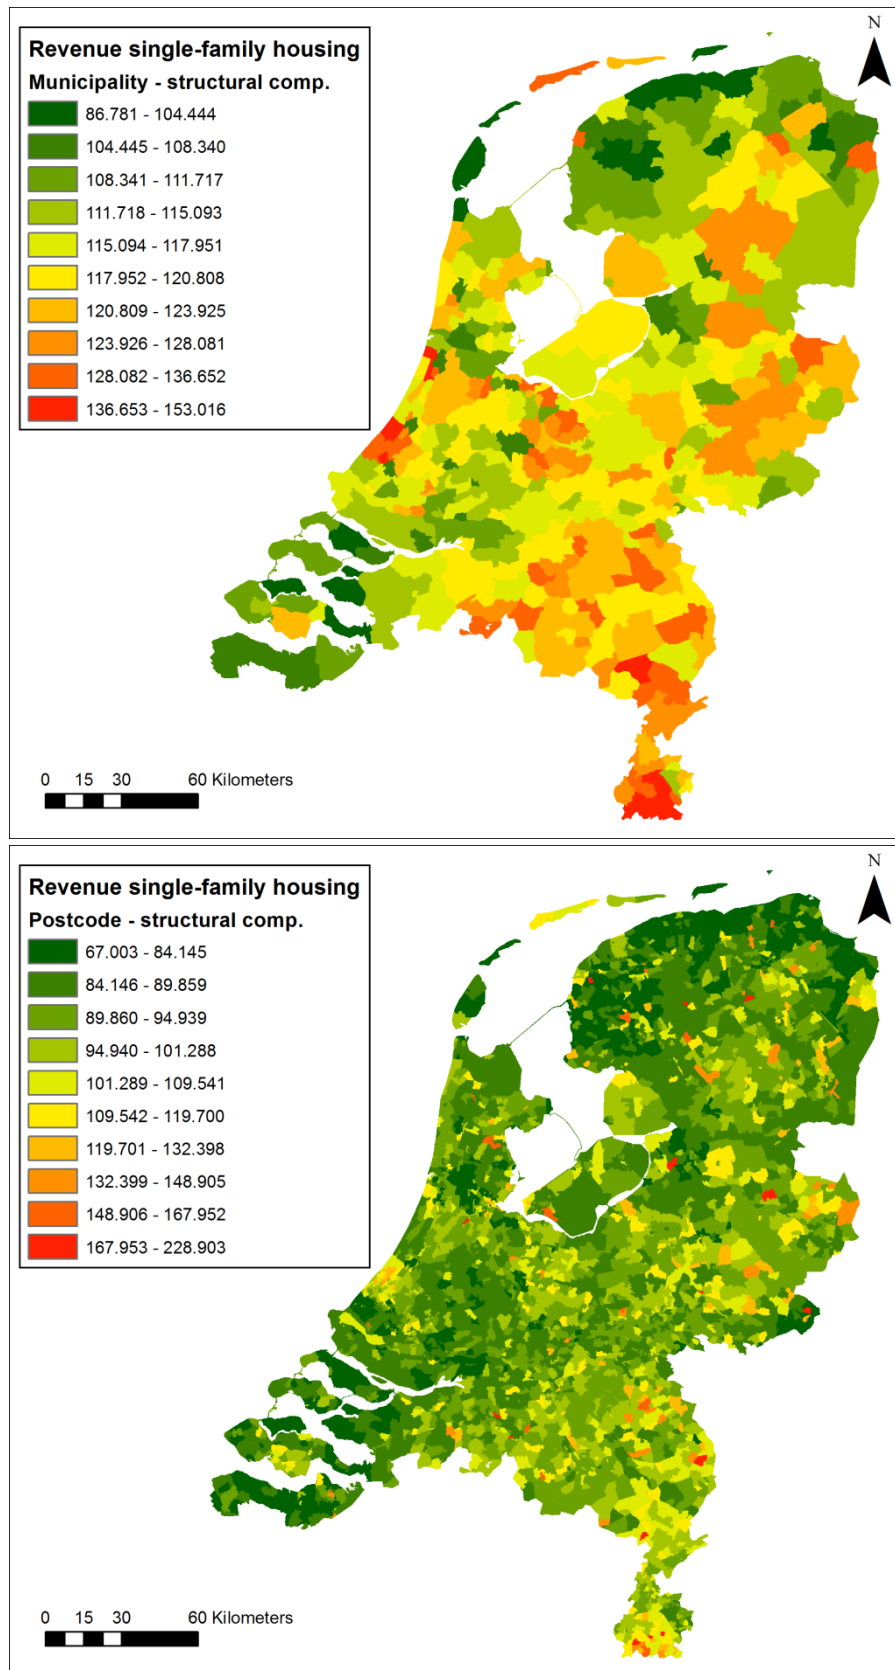 N
Revenue single-family housing
Municipality - structural comp.
86.781 - 104.444
104.445 - 108.340
108.341 - 111.717
111.718 - 115.093
115.094 - 117.951
117.952 - 120.808
120.809 - 123.925
123.926 - 128.081
128.082 - 136.652
136.653 - 153.016
0 15 30 60 Kilometers
N
Revenue single-family housing
Postcode - structural comp.
67.003 - 84.145
84.146 - 89.859
89.860 - 94.939
94.940 - 101.288
101.289 - 109.541
109.542 - 119.700
119.701 - 132.398
132.399 - 148.905
148.906 - 167.952
167.953 - 228.903
0 15 30 60 Kilometers